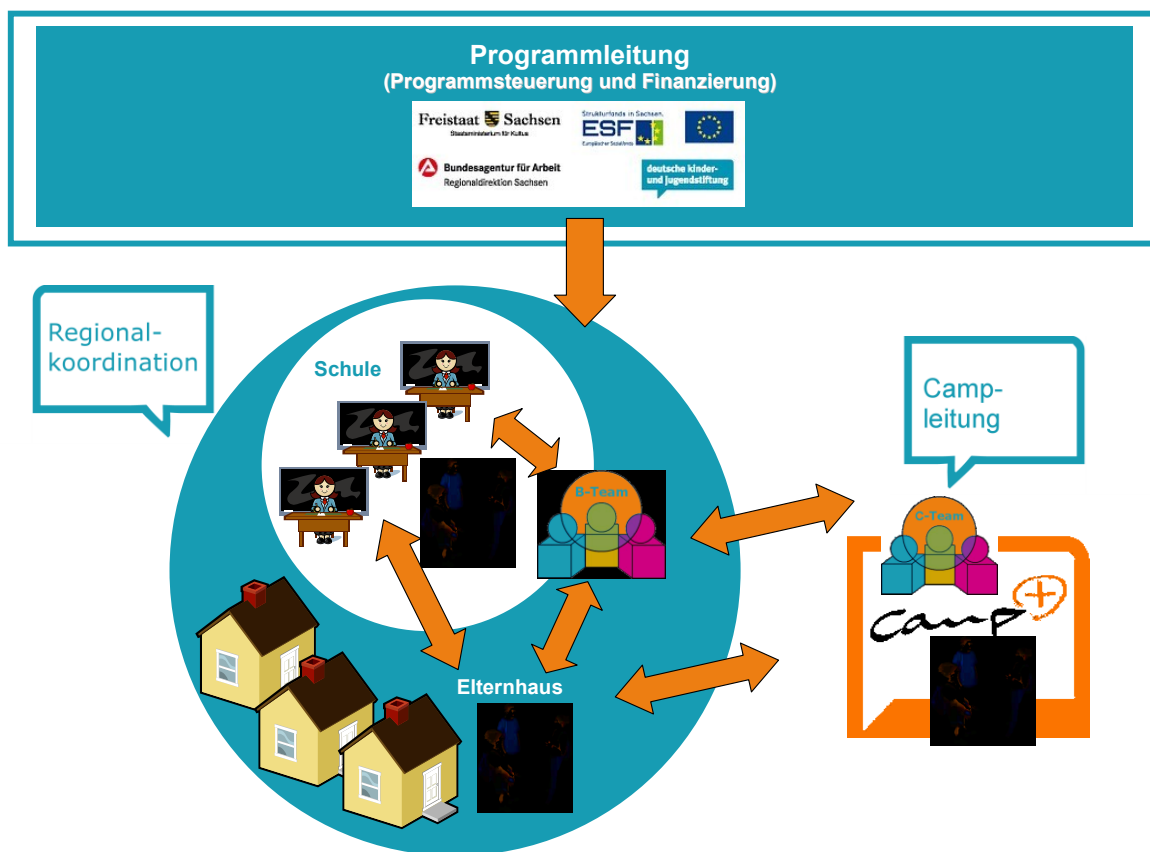 Programmleitung
(Programmsteuerung und Finanzierung)
Freistaat Sachsen
Staatsministerium für Kultus
Strukturfonds in Sachsen.
ESF
Europäischer Sozialfonds
Bundesagentur für Arbeit
Regionaldirektion Sachsen
deutsche kinder-
und jugendstiftung
Regional-
koordination
Schule
Camp-
leitung
B-Team
C-Team
camp+
Elternhaus